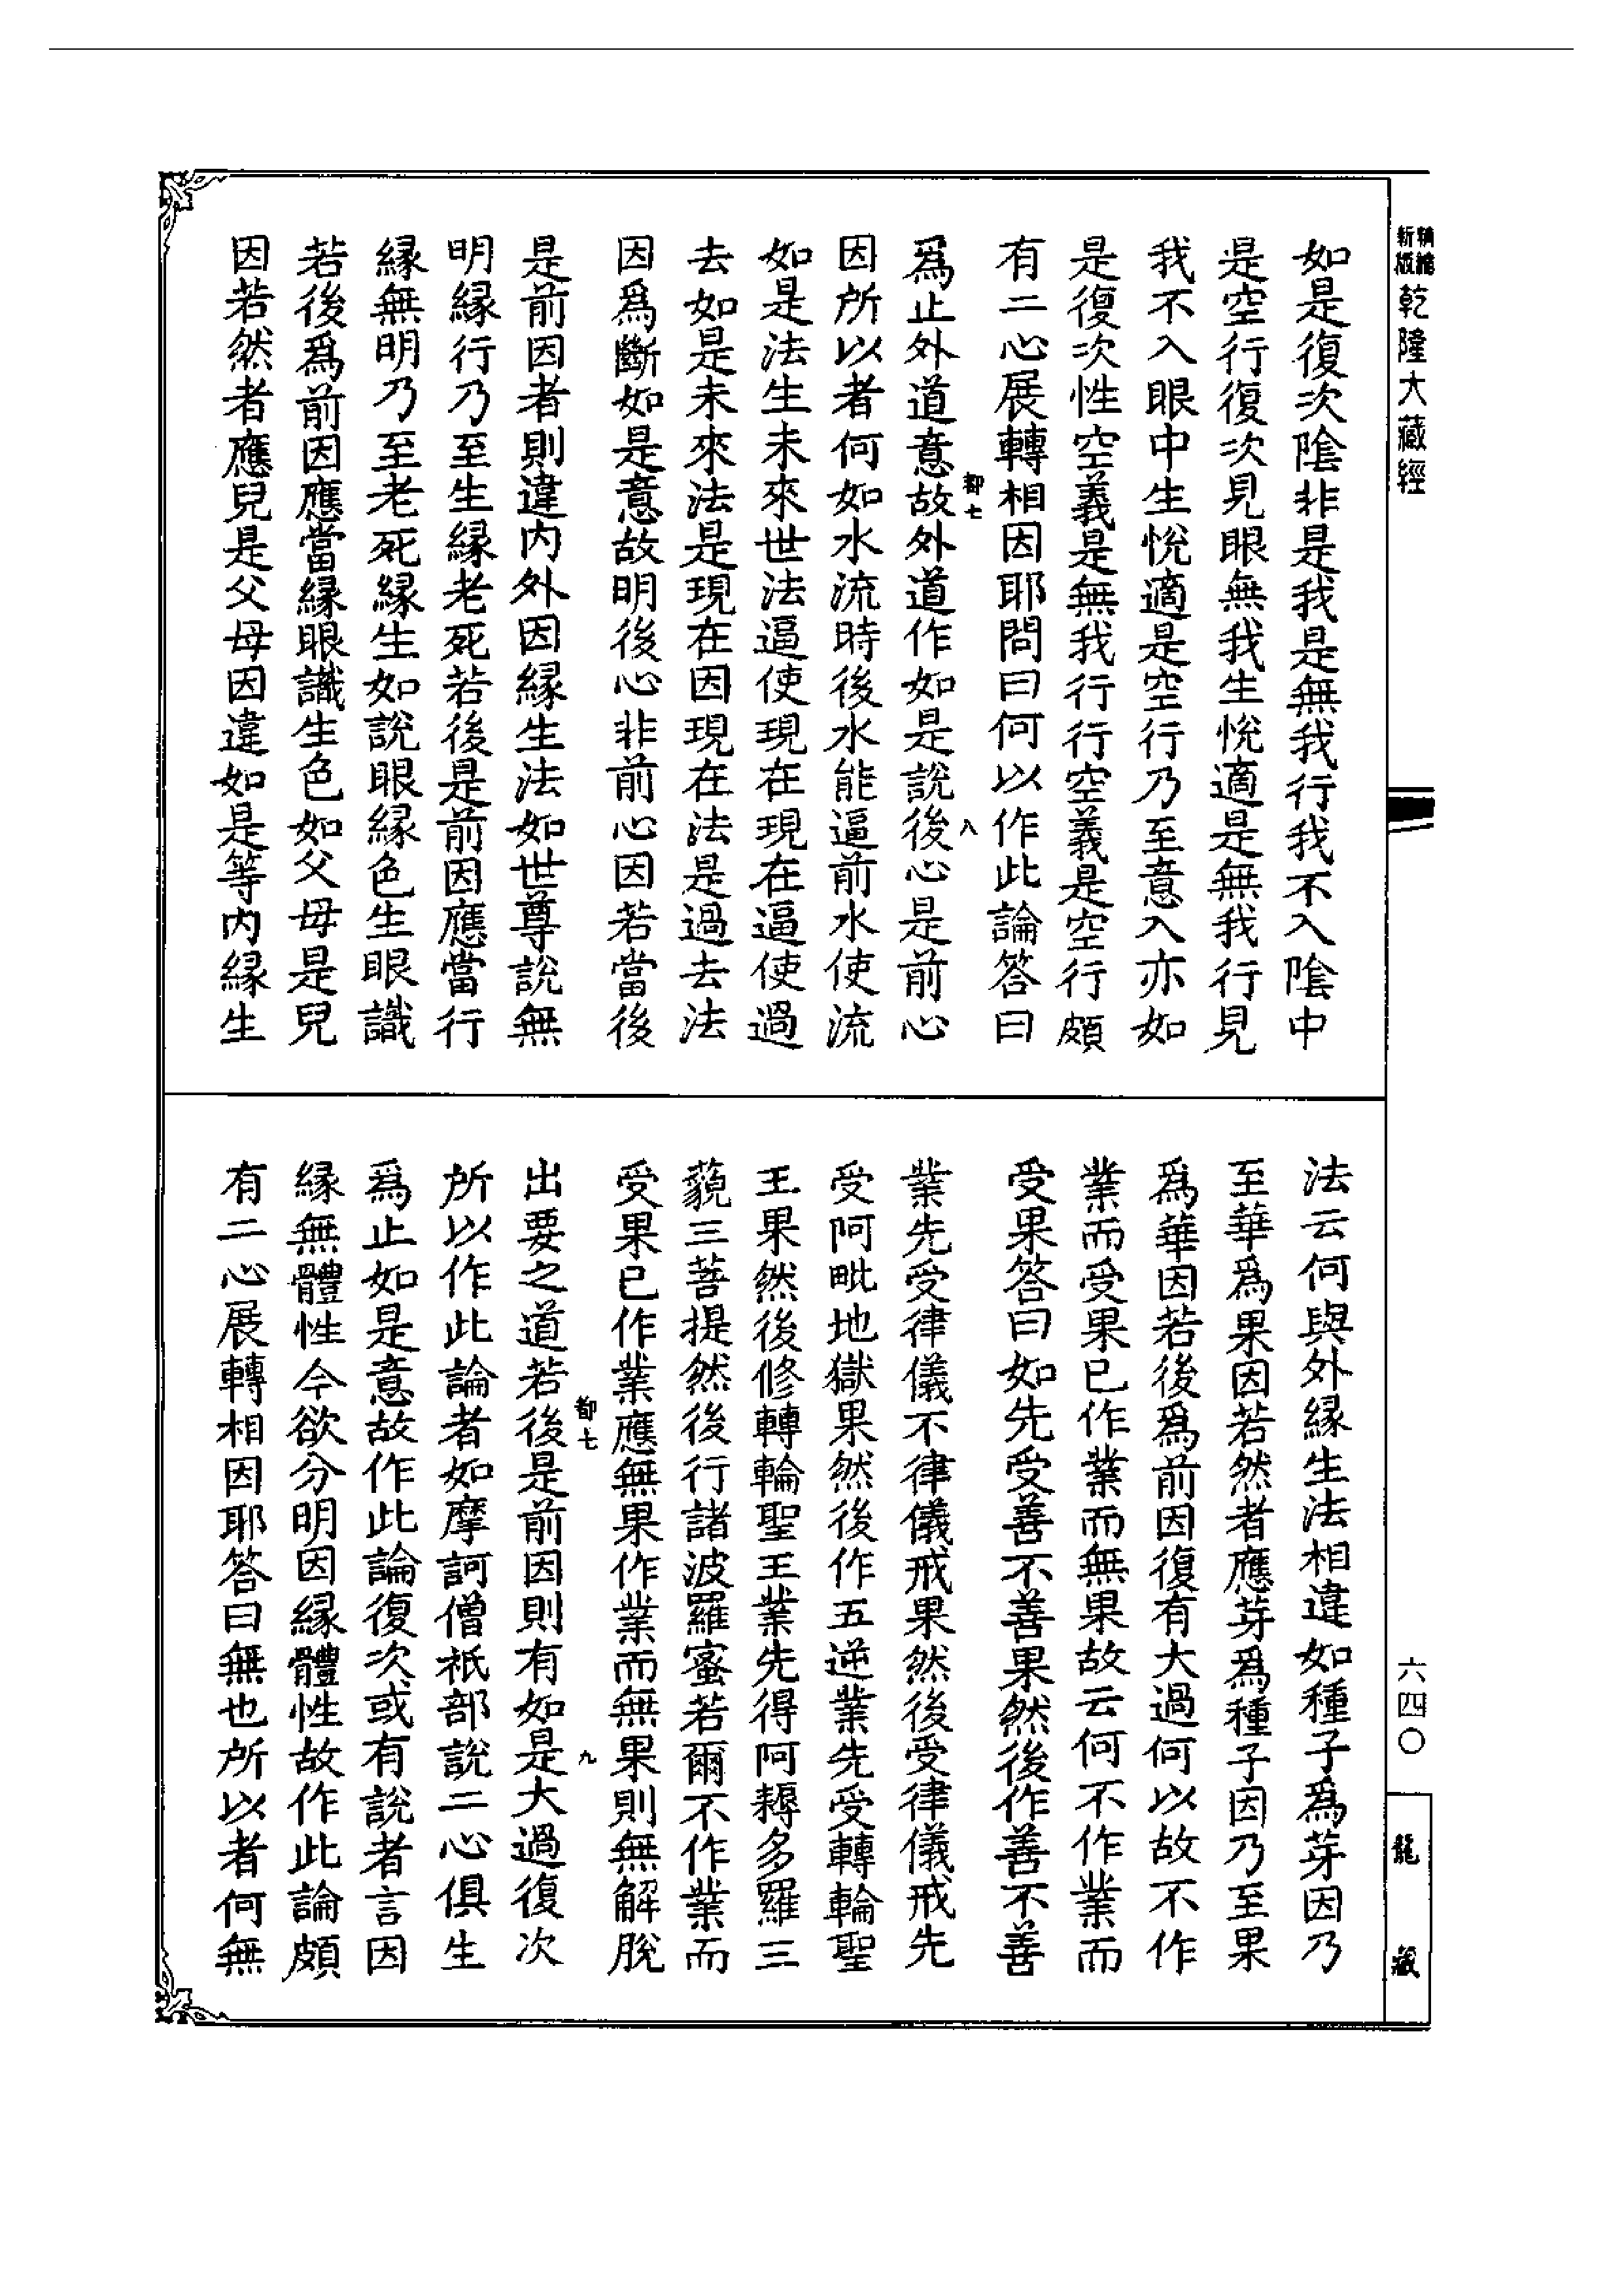 精縮
新版
乾隆大藏經
六四〇
龍藏
如是復次陰非是我是無我行我不入陰中
是空行復次見眼無我生悅適是無我行見
我不入眼中生悅適是空行乃至意入亦如
是復次性空義是無我行行空義是空行頗
有二心展轉相因耶問曰何以作此論答曰
都七
八
爲止外道意故外道作如是說後心是前心
因所以者何如水流時後水能逼前水使流
如是法生未來世法逼使現在現在逼使過
去如是未來法是現在因現在法是過去法
因爲斷如是意故明後心非前心因若當後
是前因者則違內外因緣生法如世尊說無
明緣行乃至生緣老死若後是前因應當行
緣無明乃至老死緣生如說眼緣色生眼識
若後爲前因應當緣眼識生色如父母是兒
因若然者應兒是父母因違如是等內緣生
法云何與外緣生法相違如種子爲芽因乃
至華爲果因若然者應芽爲種子因乃至果
爲華因若後爲前因復有大過何以故不作
業而受果已作業而無果故云何不作業而
受果答曰如先受善不善果然後作善不善
業先受律儀不律儀戒果然後受律儀戒先
受阿毗地獄果然後作五逆業先受轉輪聖
王果然後修轉輪聖王業先得阿耨多羅三
藐三菩提然後行諸波羅蜜若爾不作業而
受果已作業應無果作業而無果則無解脫
都七
九
出要之道若後是前因則有如是大過復次
所以作此論者如摩訶僧祇部說二心俱生
爲止如是意故作此論復次或有說者言因
緣無體性今欲分明因緣體性故作此論頗
有二心展轉相因耶答曰無也所以者何無